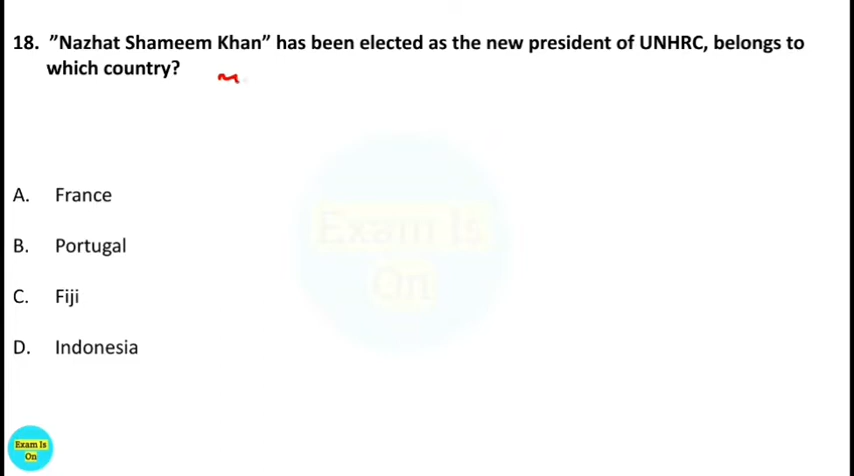 18. ”Nazhat Shameem Khan” has been elected as the new president of UNHRC, belongs to
which country?
A. France
B. Portugal
C. Fiji
D. Indonesia
Exam Is
On
Exam Is
On